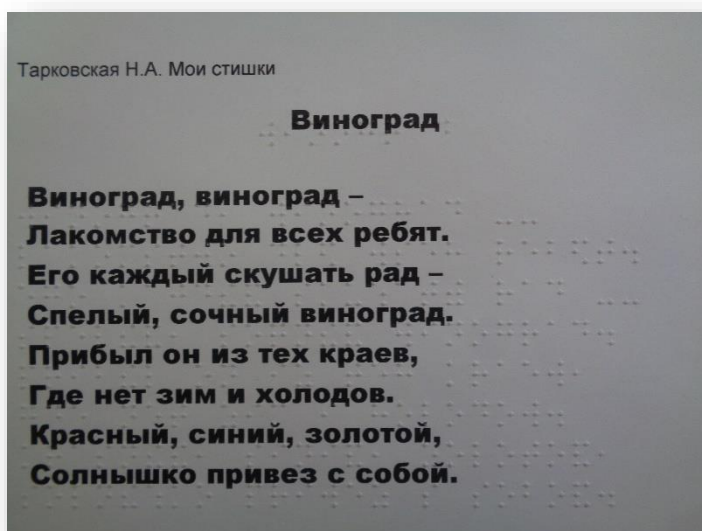 Тарковская Н.А. Мои стишки
Виноград
Виноград, виноград –
Лакомство для всех ребят.
Его каждый скушать рад –
Спелый, сочный виноград.
Прибыл он из тех краев,
Где нет зим и холодов.
Красный, синий, золотой,
Солнышко привез с собой.